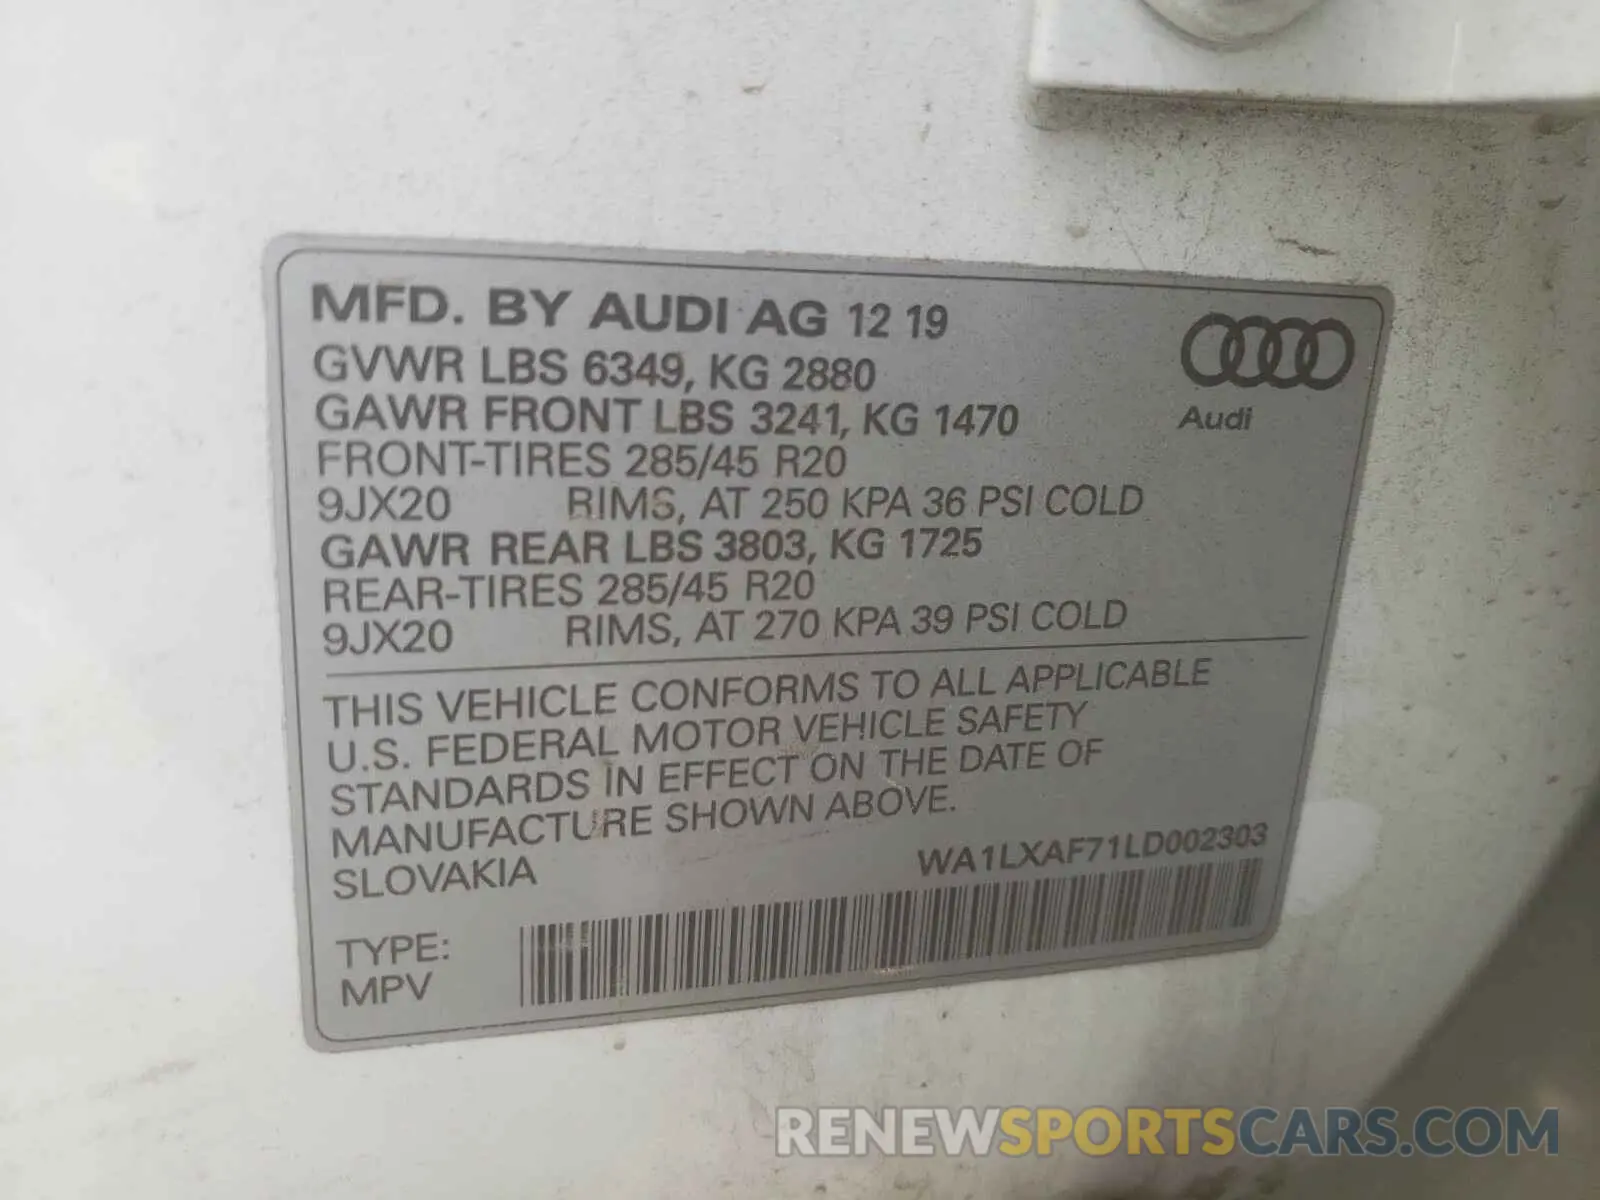 MFD. BY AUDI AG 12 19
GVWR LBS 6349, KG 2880
GAWR FRONT LBS 3241, KG 1470
Audi
FRONT-TIRES 285/45 R20
9JX20 RIMS, AT 250 KPA 36 PSI COLD
GAWR REAR LBS 3803, KG 1725
REAR-TIRES 285/45 R20
9JX20 RIMS, AT 270 KPA 39 PSI COLD
THIS VEHICLE CONFORMS TO ALL APPLICABLE
U.S. FEDERAL MOTOR VEHICLE SAFETY
STANDARDS IN EFFECT ON THE DATE OF
MANUFACTURE SHOWN ABOVE.
SLOVAKIA
WA1LXAF71LD002303
TYPE:
MPV
RENEWSPORTSCARS.COM